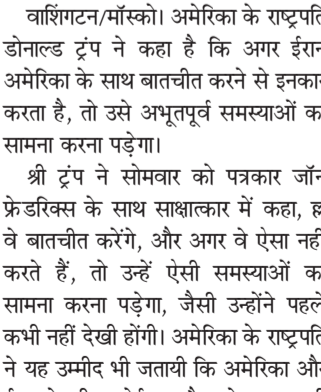 वाशिंगटन/मॉस्को। अमेरिका के राष्ट्रपति
डोनाल्ड ट्रंप ने कहा है कि अगर ईरान
अमेरिका के साथ बातचीत करने से इनका
करता है, तो उसे अभूतपूर्व समस्याओं क
सामना करना पड़ेगा।
श्री ट्रंप ने सोमवार को पत्रकार जॉन
फ्रेडरिक्स के साथ साक्षात्कार में कहा, ह्न
वे बातचीत करेंगे, और अगर वे ऐसा नही
करते हैं, तो उन्हें ऐसी समस्याओं क
सामना करना पड़ेगा, जैसी उन्होंने पहले
कभी नहीं देखी होंगी। अमेरिका के राष्ट्रपति
ने यह उम्मीद भी जतायी कि अमेरिका और